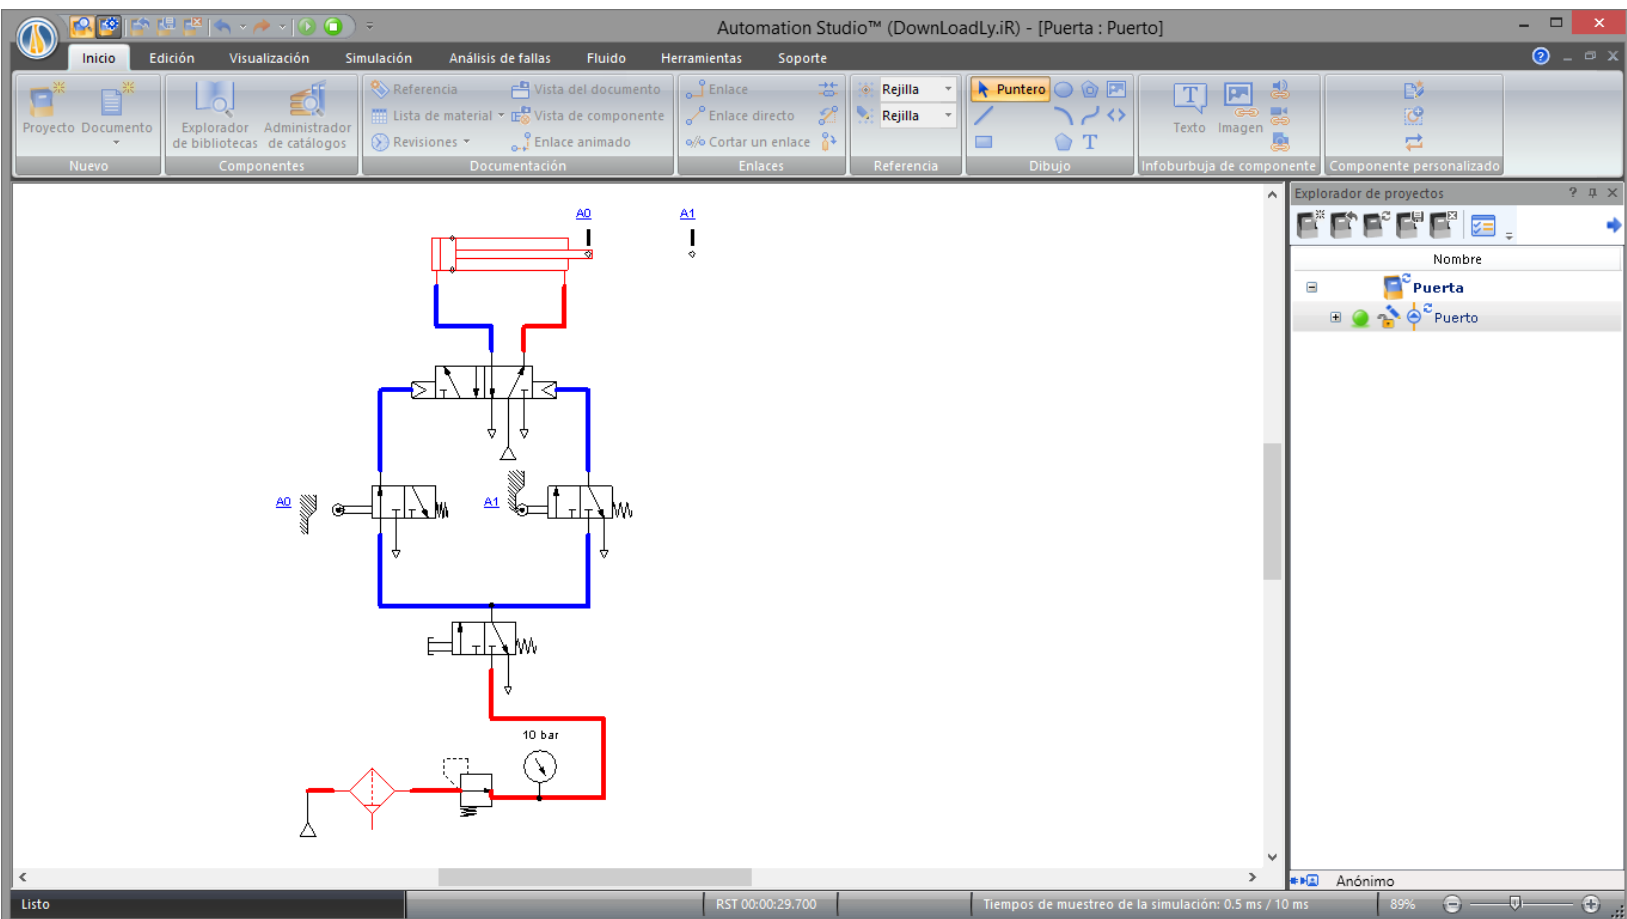 Automation Studio™ (DownLoadLy.iR) - [Puerta : Puerto]
Inicio Edición Visualización Simulación Análisis de fallas Fluido Herramientas Soporte
Proyecto Documento
Nuevo
Explorador de bibliotecas
Administrador de catálogos
Componentes
Referencia
Lista de material
Revisiones
Vista del documento
Vista de componente
Enlace animado
Documentación
Enlace
Enlace directo
Cortar un enlace
Enlaces
Rejilla
Rejilla
Referencia
Puntero
T
Dibujo
T
Texto Imagen
Infoburbuja de componente
Componente personalizado
Explorador de proyectos
Nombre
Puerta
Puerto
A0 A1
A0 A1
10 bar
Anónimo
Listo RST 00:00:29.700 Tiempos de muestreo de la simulación: 0.5 ms / 10 ms 89%